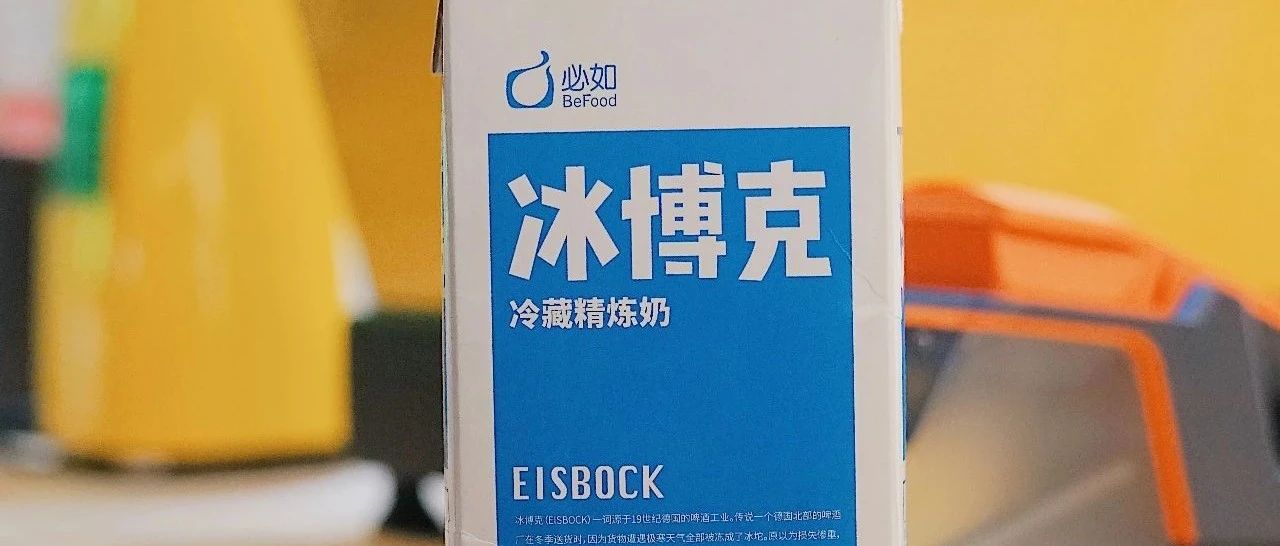 必如
BeFood
冰博克
冷藏精炼奶
EISBOCK
冰博克(EISBOCK)一词源于19世纪德国的啤酒工业。传说一个德国北部的啤酒
厂在冬季送货时,因为货物遭遇极寒天气全部被冻成了冰坨。原以为损失惨重,